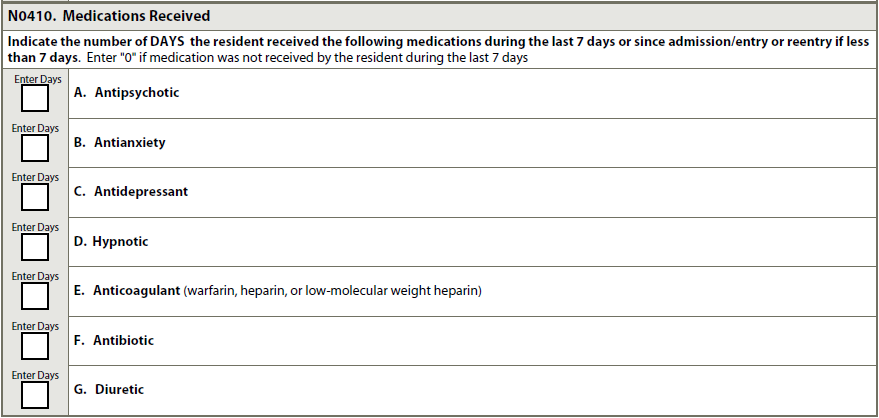 N0410. Medications Received
Indicate the number of DAYS the resident received the following medications during the last 7 days or since admission/entry or reentry if less
than 7 days. Enter "0" if medication was not received by the resident during the last 7 days
Enter Days
A. Antipsychotic
Enter Days
B. Antianxiety
Enter Days
C. Antidepressant
Enter Days
D. Hypnotic
Enter Days
E. Anticoagulant (warfarin, heparin, or low-molecular weight heparin)
Enter Days
F. Antibiotic
Enter Days
G. Diuretic